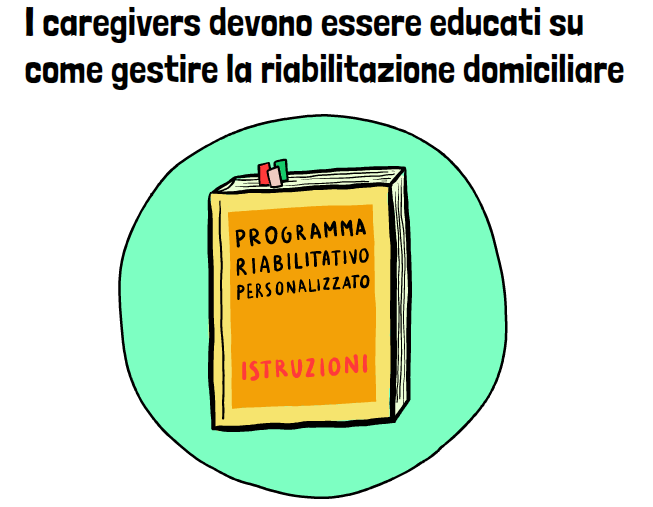 I caregivers devono essere educati su
come gestire la riabilitazione domiciliare
PROGRAMMA
RIABILITATIVO
PERSONALIZZATO
ISTRUZIONI